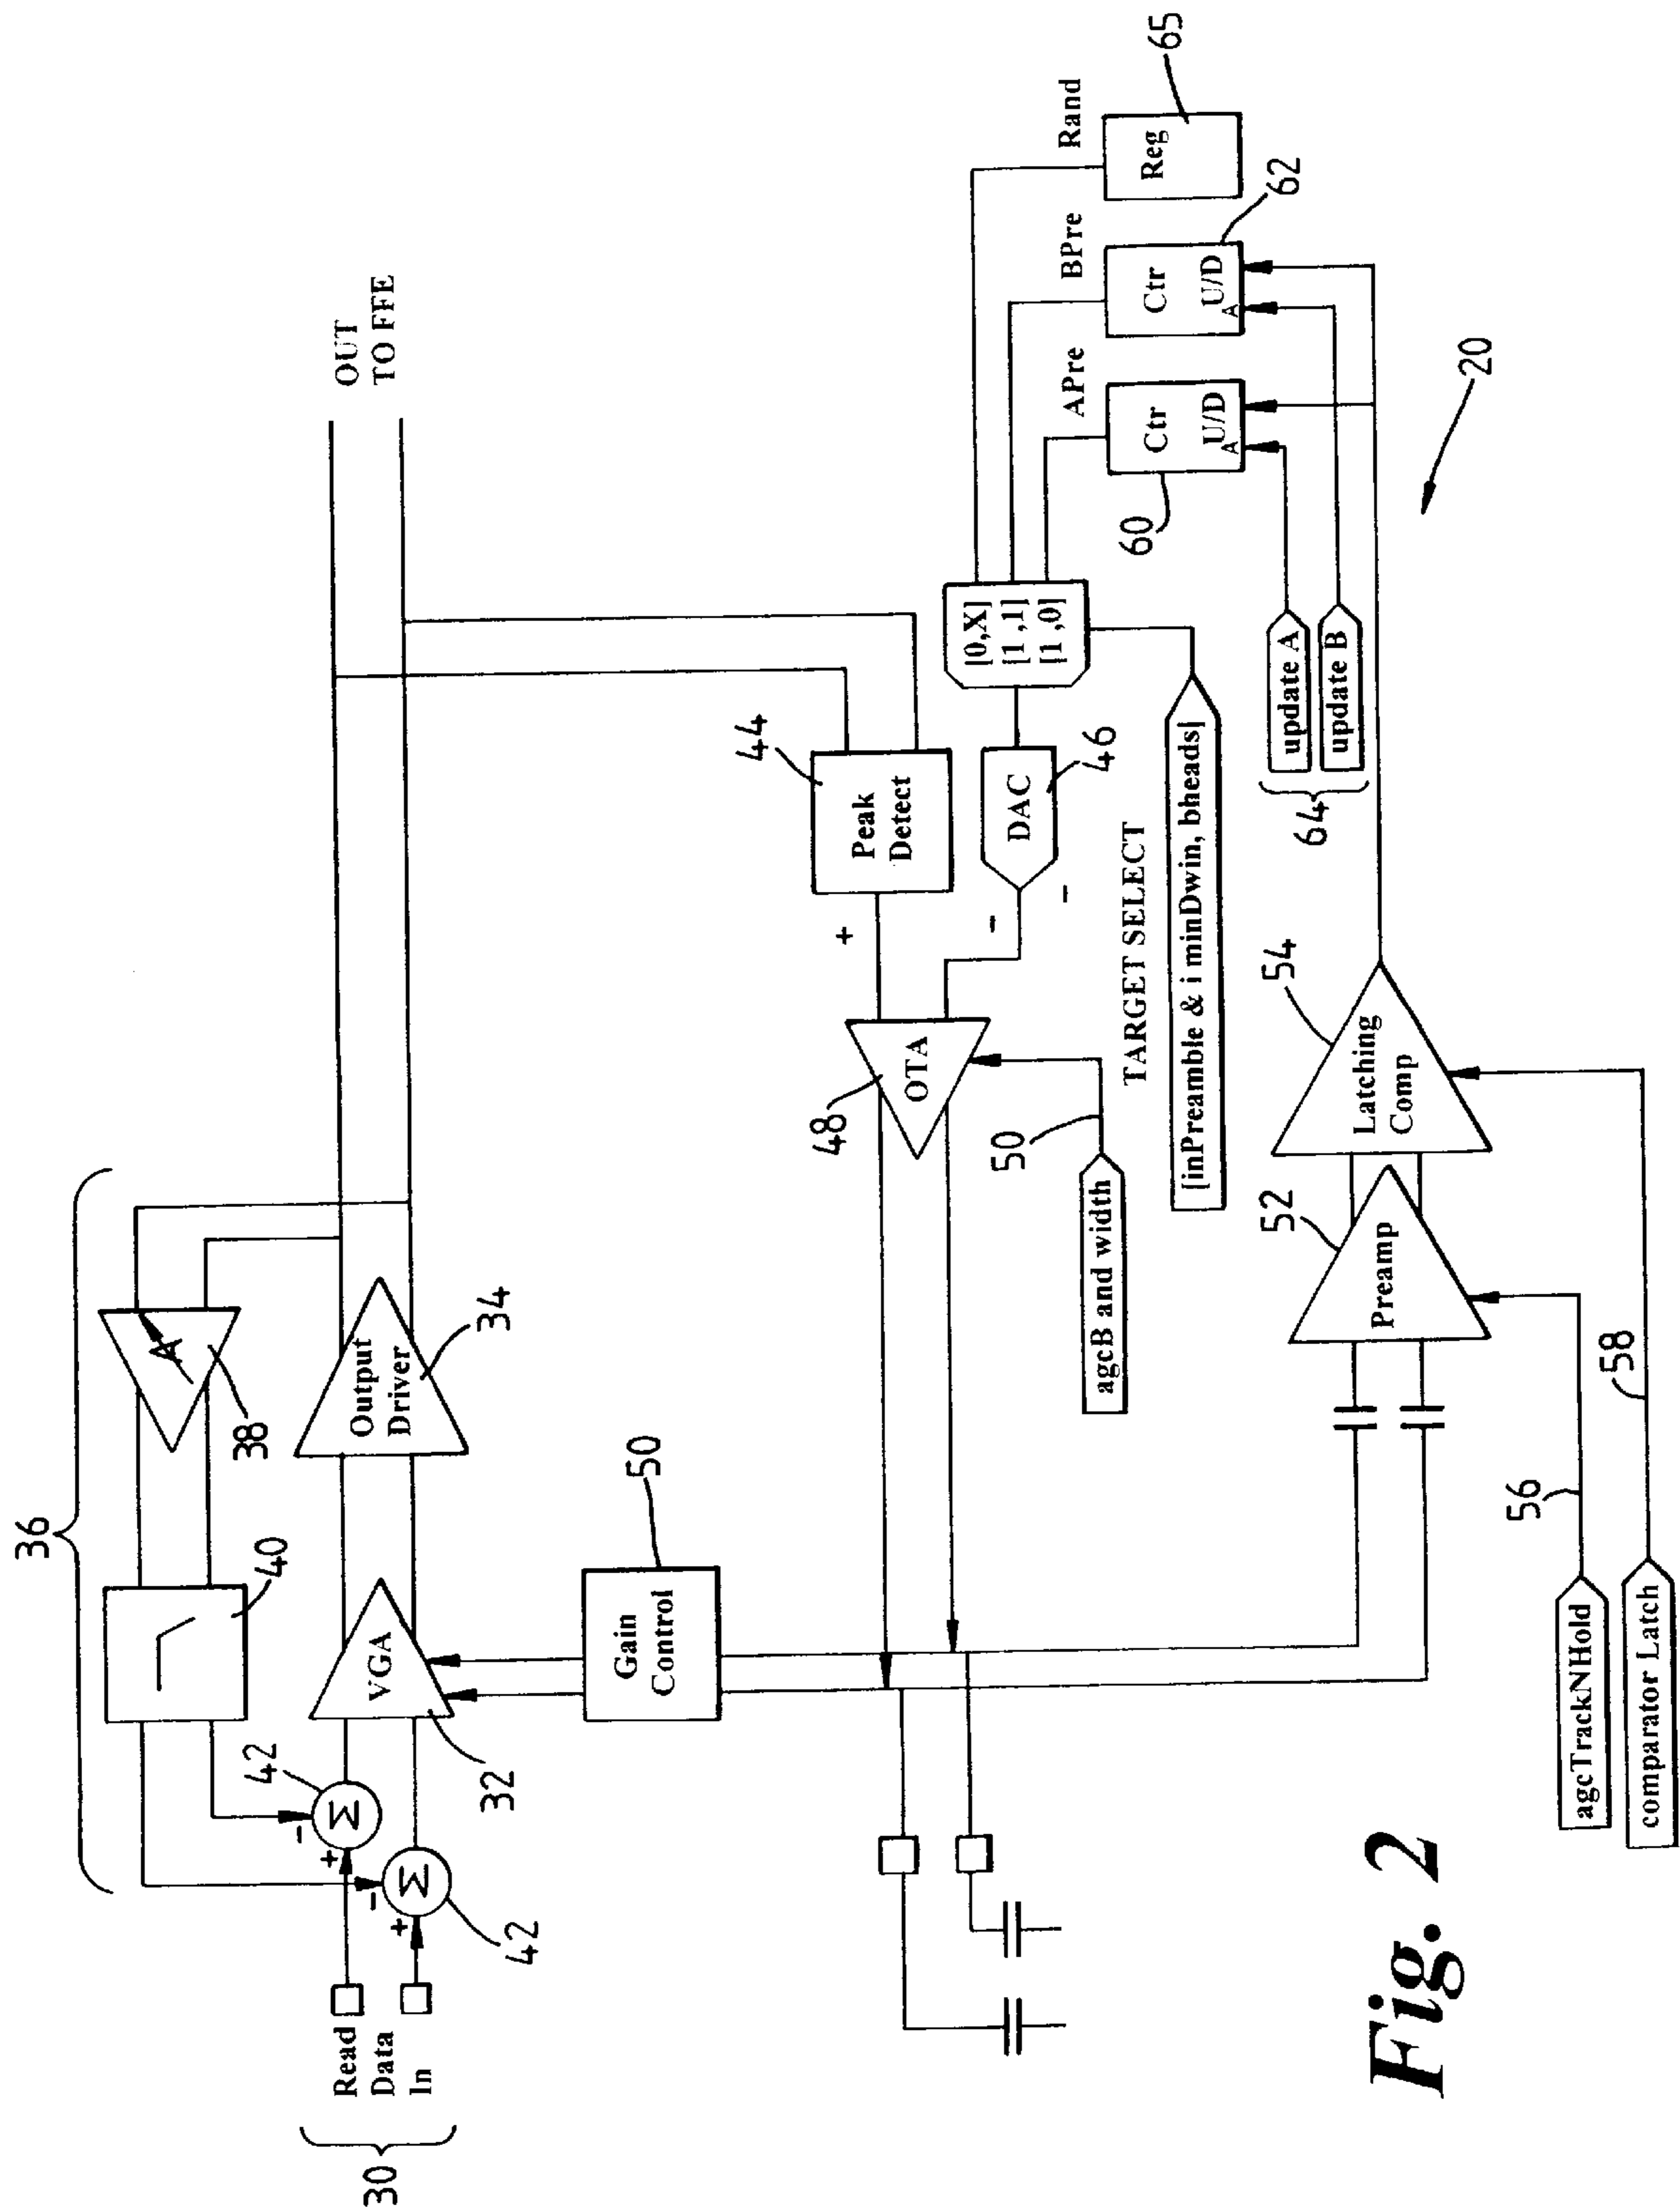 36
40
38
42
VGA
32
Output
Driver
34
OUT
TO FFE
Σ
Σ
+
-
+
-
42
30
Read
Data
In
Gain
Control
50
44
Peak
Detect
+
-
-
OTA
48
DAC
46
50
agcB and width
TARGET SELECT
[inPreamble & i minDwin, bheads]
[0,X]
[1,1]
[1,0]
APre
BPre
Rand
Ctr
A U/D
60
Ctr
A U/D
62
Reg
65
update A
update B
64
20
Preamp
52
Latching
Comp
54
56
agcTrackNHold
58
comparator Latch
A
Fig. 2